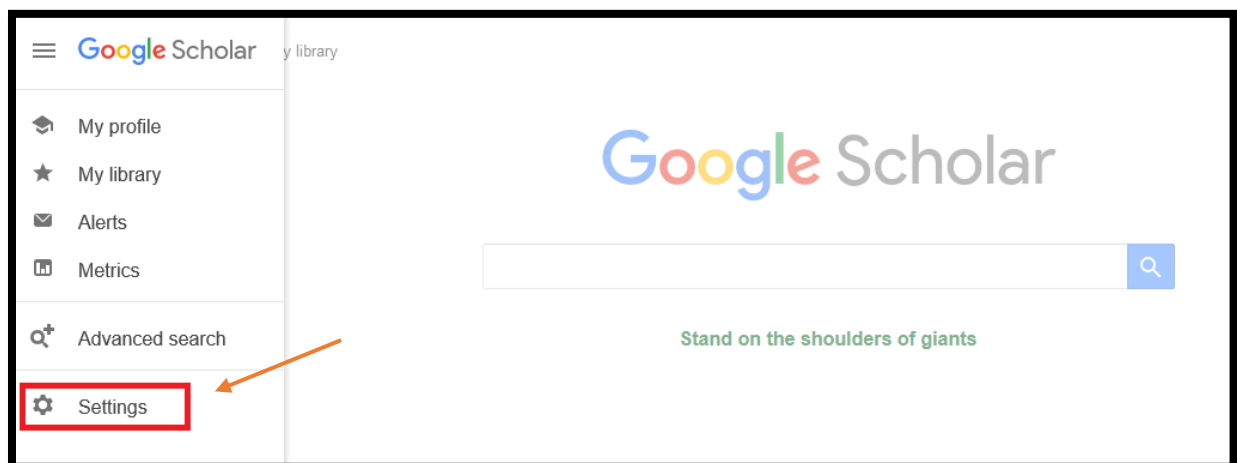 Google Scholar
y library
My profile
My library
Alerts
Metrics
Advanced search
Settings
Google Scholar
Stand on the shoulders of giants